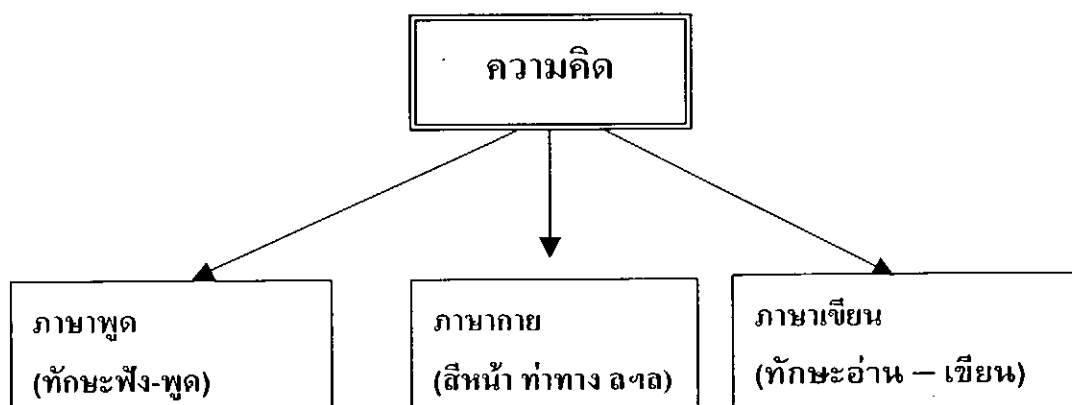 ความคิด
ภาษาพูด
(ทักษะฟัง-พูด)
ภาษากาย
(สีหน้า ท่าทาง ลฯล)
ภาษาเขียน
(ทักษะอ่าน – เขียน)